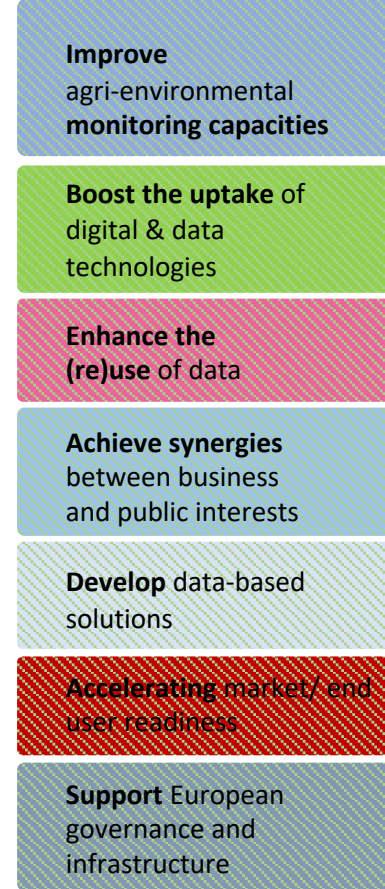 Improve
agri-environmental
monitoring capacities
Boost the uptake of
digital & data
technologies
Enhance the
(re)use of data
Achieve synergies
between business
and public interests
Develop data-based
solutions
Accelerating market/ end
user readiness
Support European
governance and
infrastructure